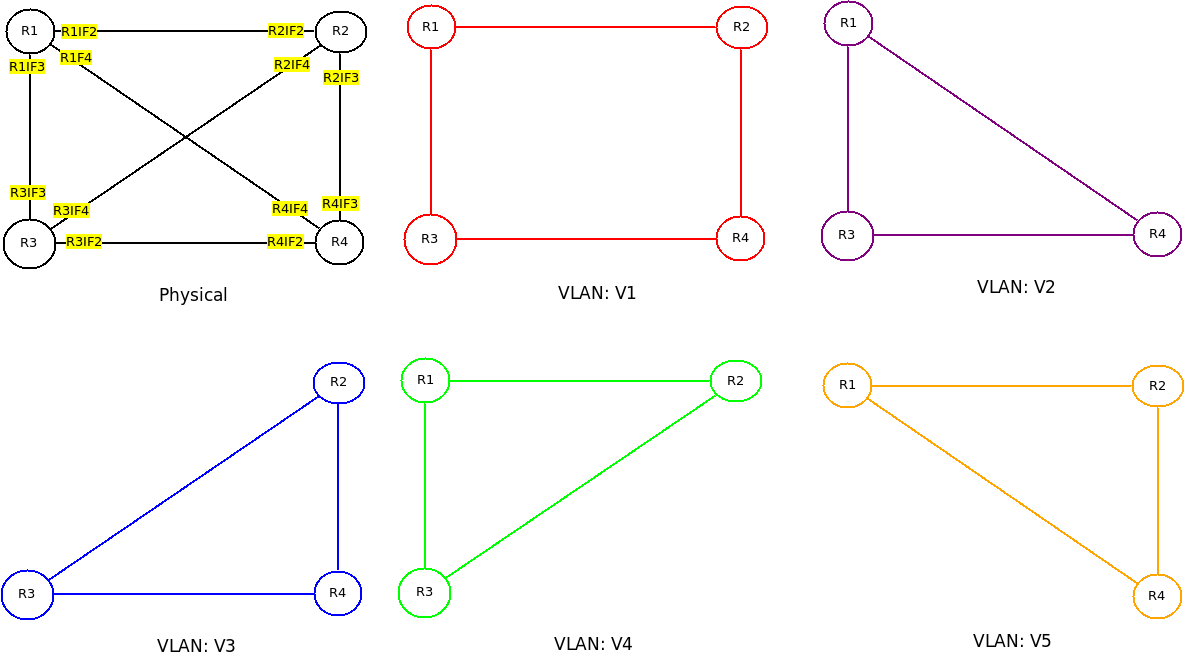 R1
R1IF2
R2IF2
R2
R1IF3
R1F4
R2IF4
R2IF3
R3IF3
R3IF4
R4IF4
R4IF3
R3
R3IF2
R4IF2
R4
Physical
R1
R2
R3
R4
VLAN: V1
R1
R3
R4
VLAN: V2
R2
R3
R4
VLAN: V3
R1
R2
R3
VLAN: V4
R1
R2
R4
VLAN: V5